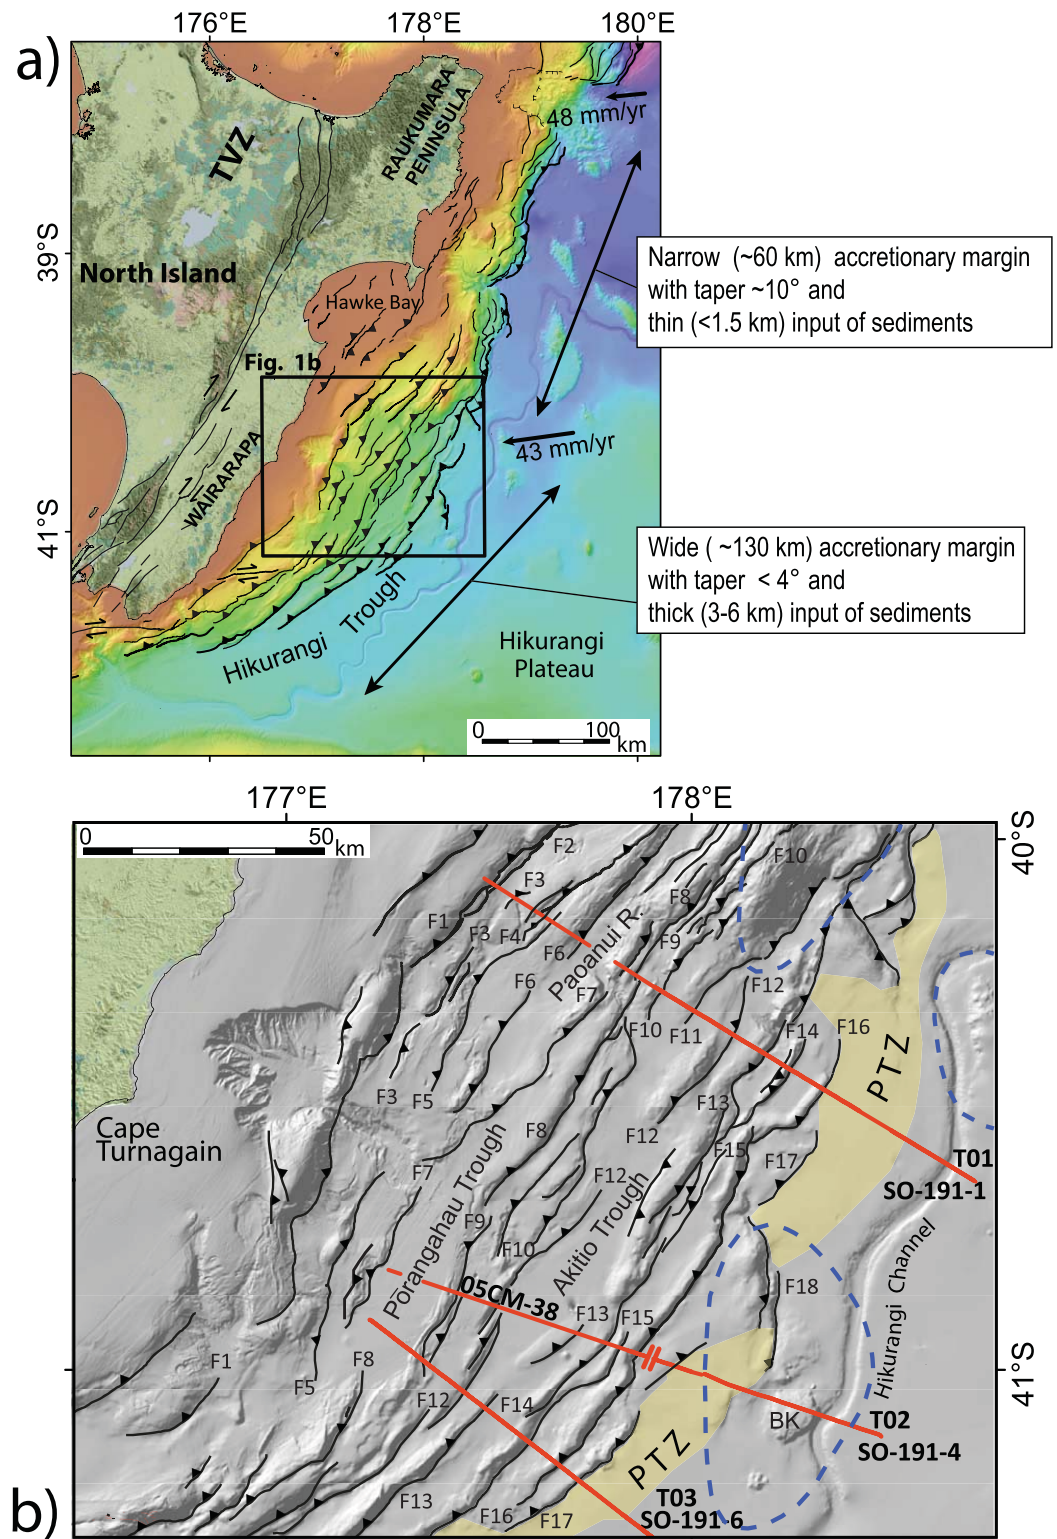 a)
176°E
178°E
180°E
39°S
41°S
48 mm/yr
TVZ
RAUKUMARA
PENINSULA
North Island
Hawke Bay
Fig. 1b
WAIRARAPA
43 mm/yr
Narrow (~60 km) accretionary margin
with taper ~10° and
thin (<1.5 km) input of sediments
Wide ( ~130 km) accretionary margin
with taper < 4° and
thick (3-6 km) input of sediments
Hikurangi Trough
Hikurangi
Plateau
0 100
km
b)
177°E
178°E
40°S
41°S
0 50
km
F2
F10
F3
F8
F1
F3
F4
F9
F6
Paoanui R.
F6
F7
F12
F10
F11
F14
F16
PTZ
F3
F5
F13
Cape
Turnagain
F8
F12
F15
F17
T01
SO-191-1
F7
Porangahau Trough
F12
Akitio Trough
F9
F10
F18
Hikurangi Channel
05CM-38
F13
F15
F1
F8
F5
F12
F14
BK
T02
SO-191-4
PTZ
T03
SO-191-6
F13
F16
F17